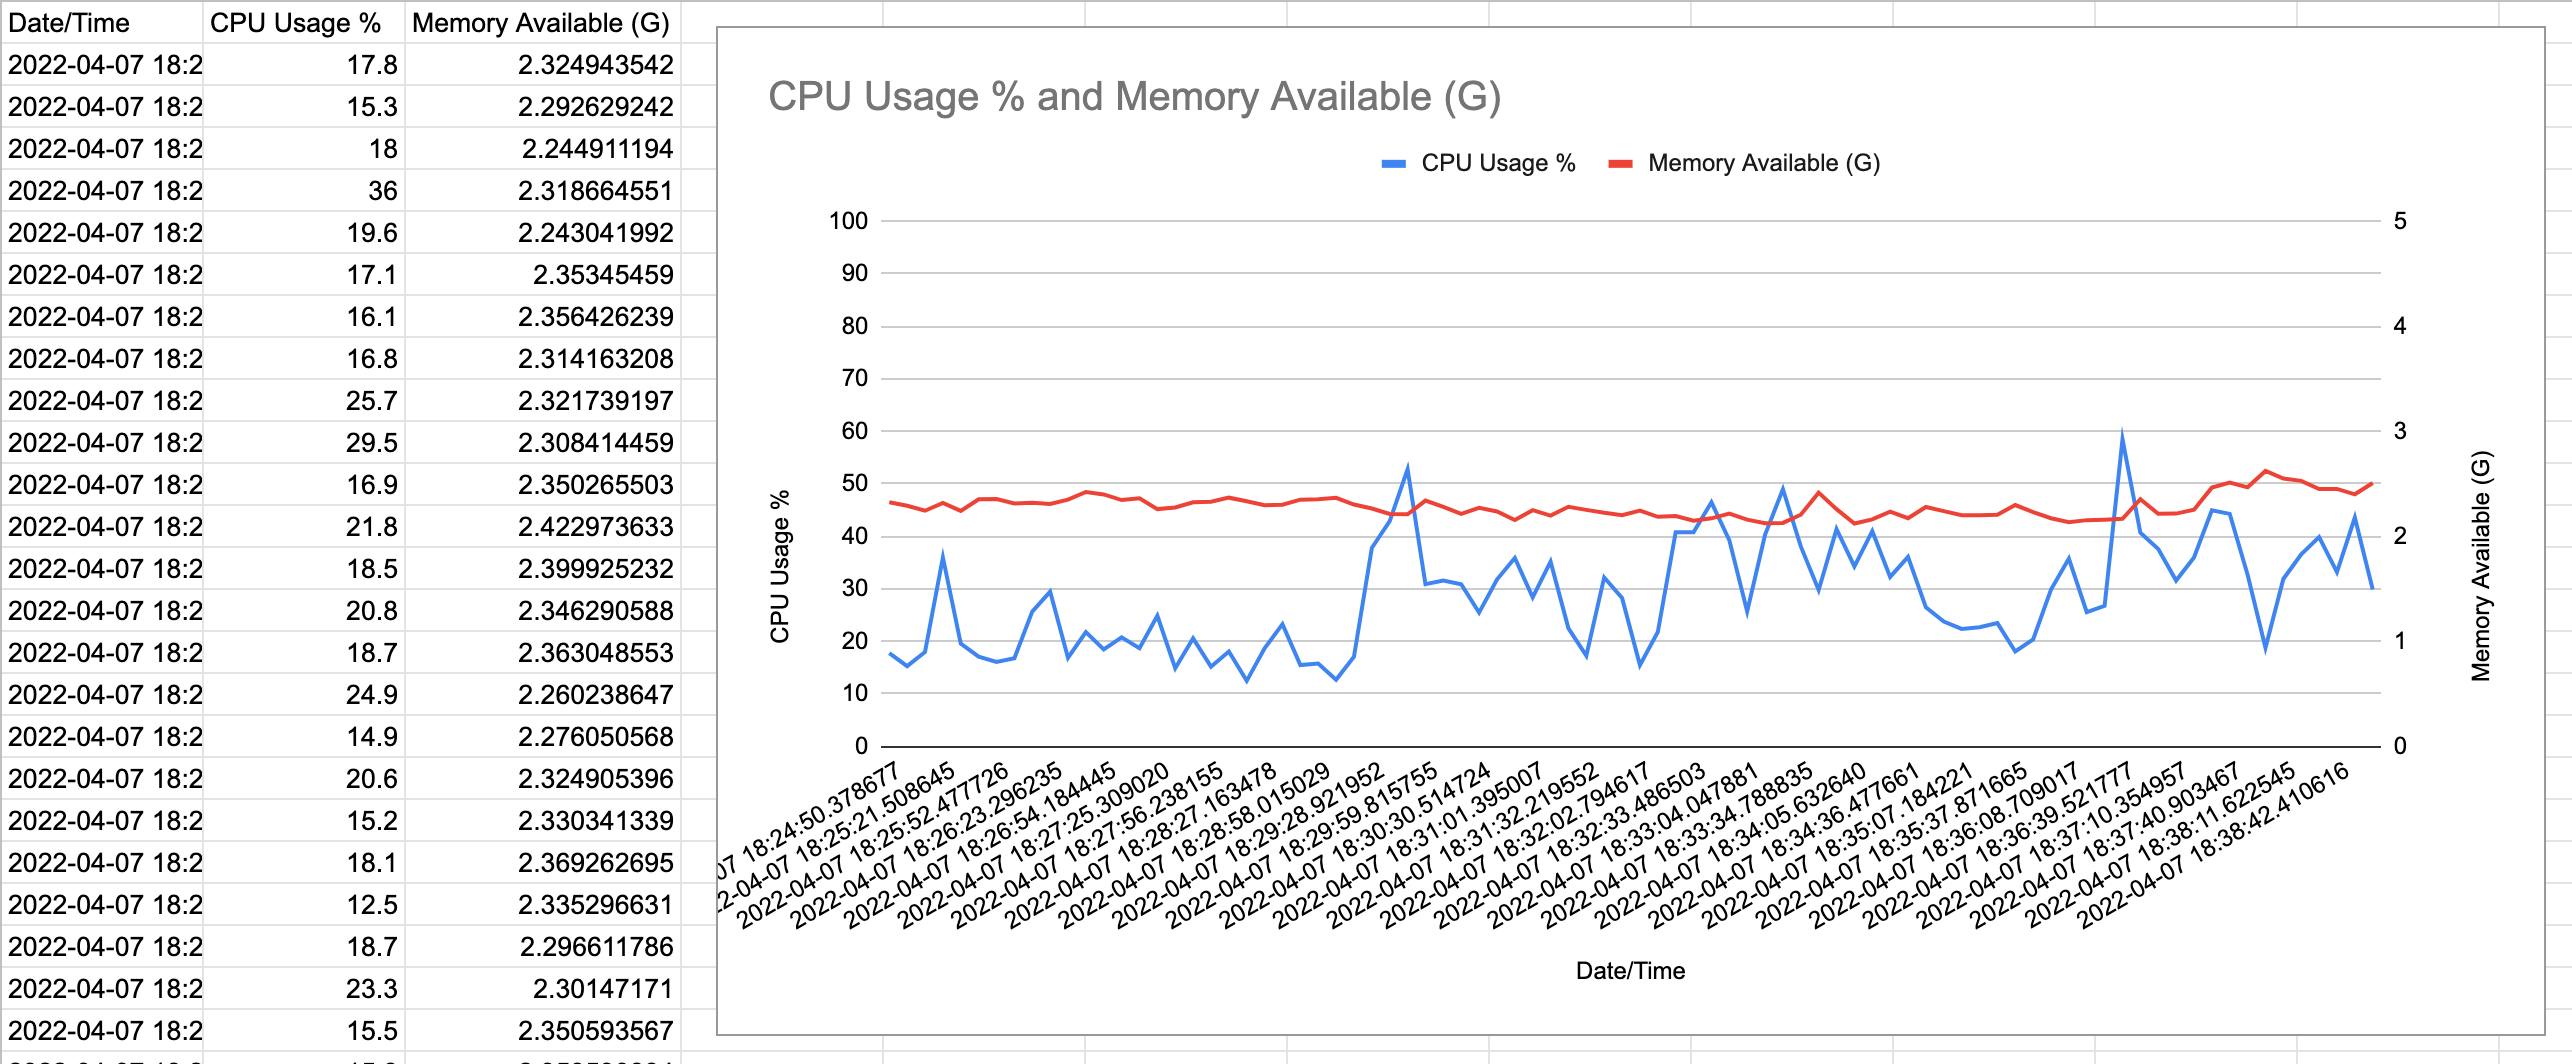 Date/Time CPU Usage % Memory Available (G)
2022-04-07 18:2 17.8 2.324943542
2022-04-07 18:2 15.3 2.292629242
2022-04-07 18:2 18 2.244911194
2022-04-07 18:2 36 2.318664551
2022-04-07 18:2 19.6 2.243041992
2022-04-07 18:2 17.1 2.35345459
2022-04-07 18:2 16.1 2.356426239
2022-04-07 18:2 16.8 2.314163208
2022-04-07 18:2 25.7 2.321739197
2022-04-07 18:2 29.5 2.308414459
2022-04-07 18:2 16.9 2.350265503
2022-04-07 18:2 21.8 2.422973633
2022-04-07 18:2 18.5 2.399925232
2022-04-07 18:2 20.8 2.346290588
2022-04-07 18:2 18.7 2.363048553
2022-04-07 18:2 24.9 2.260238647
2022-04-07 18:2 14.9 2.276050568
2022-04-07 18:2 20.6 2.324905396
2022-04-07 18:2 15.2 2.330341339
2022-04-07 18:2 18.1 2.369262695
2022-04-07 18:2 12.5 2.335296631
2022-04-07 18:2 18.7 2.296611786
2022-04-07 18:2 23.3 2.30147171
2022-04-07 18:2 15.5 2.350593567
CPU Usage % and Memory Available (G)
CPU Usage %
Memory Available (G)
100
90
80
70
60
50
40
30
20
10
0
CPU Usage %
5
4
3
2
1
0
Memory Available (G)
07 18:24:50.378677
2-04-07 18:25:21.508645
2022-04-07 18:25:52.477726
2022-04-07 18:26:23.296235
2022-04-07 18:26:54.184445
2022-04-07 18:27:25.309020
2022-04-07 18:27:56.238155
2022-04-07 18:28:27.163478
2022-04-07 18:28:58.015029
2022-04-07 18:29:28.921952
2022-04-07 18:29:59.815755
2022-04-07 18:30:30.514724
2022-04-07 18:31:01.395007
2022-04-07 18:31:32.219552
2022-04-07 18:32:02.794617
2022-04-07 18:32:33.486503
2022-04-07 18:33:04.047881
2022-04-07 18:33:34.788835
2022-04-07 18:34:05.632640
2022-04-07 18:34:36.477661
2022-04-07 18:35:07.184221
2022-04-07 18:35:37.871665
2022-04-07 18:36:08.709017
2022-04-07 18:36:39.521777
2022-04-07 18:37:10.354957
2022-04-07 18:37:40.903467
2022-04-07 18:38:11.622545
2022-04-07 18:38:42.410616
Date/Time